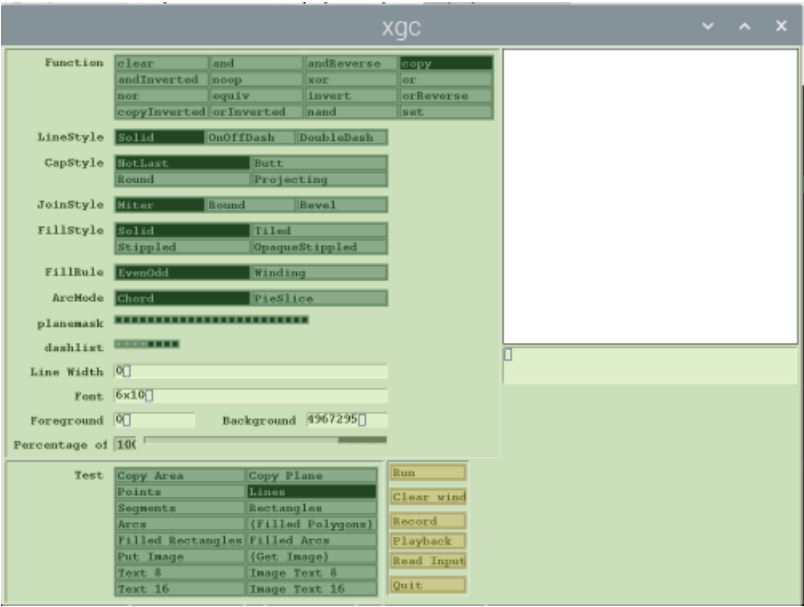 xgc
Function clear and andReverse copy
andInverted noop xor or
nor equiv invert orReverse
copyInverted orInverted nand set
LineStyle Solid OnOffDash DoubleDash
CapStyle NotLast Butt
Round Projecting
JoinStyle Miter Round Bevel
FillStyle Solid Tiled
Stippled OpaqueStippled
FillRule EvenOdd Winding
ArcMode Chord PieSlice
planemask
dashlist
Line Width 0
Font 6x10
Foreground 0 Background 4967295
Percentage of 100
Test Copy Area Copy Plane
Points Lines
Segments Rectangles
Arcs (Filled Polygons)
Filled Rectangles Filled Arcs
Put Image (Get Image)
Text 8 Image Text 8
Text 16 Image Text 16
Run
Clear wind
Record
Playback
Read Input
Quit